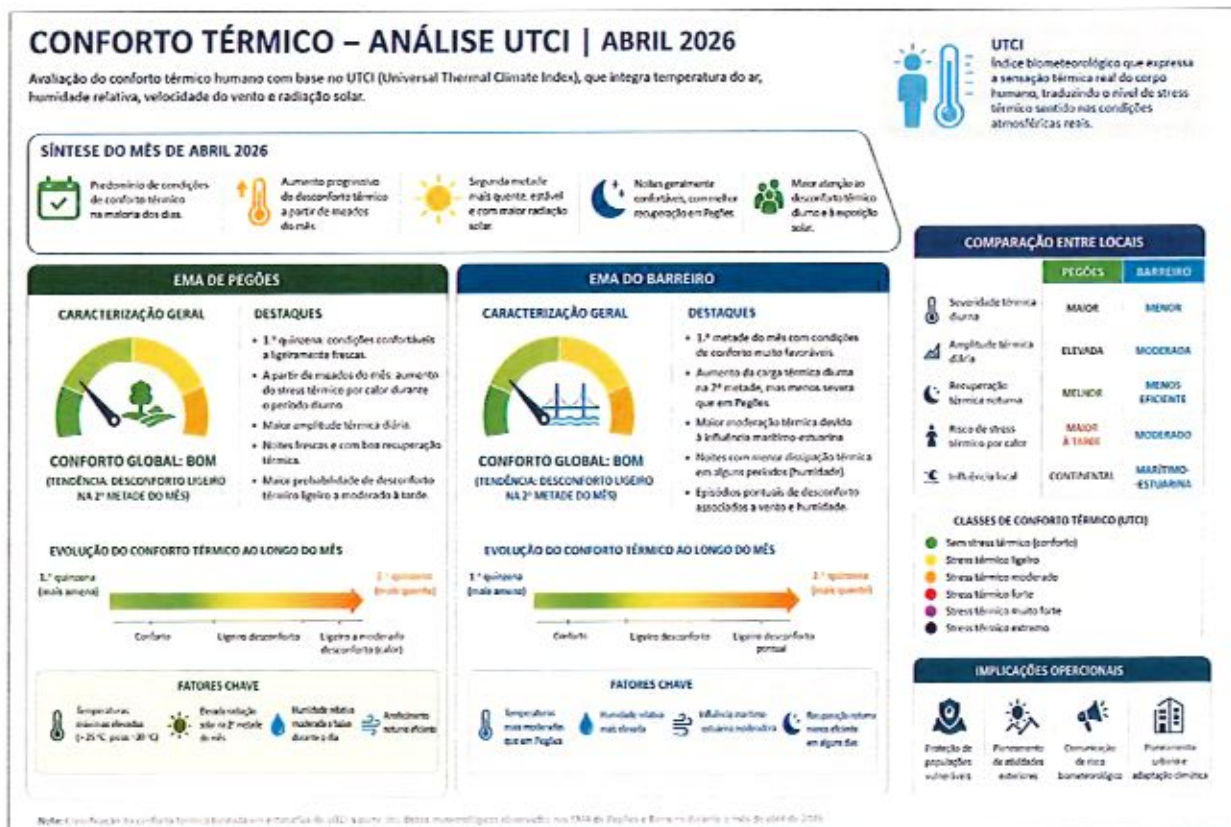 CONFORTO TÉRMICO – ANÁLISE UTCI | ABRIL 2026
Avaliação do conforto térmico humano com base no UTCI (Universal Thermal Climate Index), que integra temperatura do ar,
humidade relativa, velocidade do vento e radiação solar.
UTCI
Índice biometeorológico que expressa
a sensação térmica real do corpo
humano, traduzindo o nível de stress
térmico sentido nas condições
atmosféricas reais.
SÍNTESE DO MÊS DE ABRIL 2026
Predomínio de condições
de conforto térmico
na maioria dos dias.
Aumento progressivo
do desconforto térmico
a partir de meados
do mês.
Segunda metade
mais quente, estável
e com maior radiação
solar.
Noites geralmente
confortáveis, com melhor
recuperação em Pegões.
Maior atenção ao
desconforto térmico
diurno e à exposição
solar.
EMA DE PEGÕES
CARACTERIZAÇÃO GERAL
CONFORTO GLOBAL: BOM
(TENDÊNCIA: DESCONFORTO LIGEIRO
NA 2ª METADE DO MÊS)
DESTAQUES
• 1.ª quinzena: condições confortáveis
a ligeiramente frescas.
• A partir de meados do mês: aumento
do stress térmico por calor durante
o período diurno.
• Maior amplitude térmica diária.
• Noites frescas e com boa recuperação
térmica.
• Maior probabilidade de desconforto
térmico ligeiro a moderado à tarde.
EVOLUÇÃO DO CONFORTO TÉRMICO AO LONGO DO MÊS
1.ª quinzena
(mais amena)
2.ª quinzena
(mais quente)
Conforto
Ligeiro desconforto
Ligeiro a moderado
desconforto (calor)
FATORES CHAVE
Temperaturas
máximas elevadas
Elevada radiação
solar na 2ª metade
do mês
Humidade relativa
moderada a baixa
durante o dia
Arrefecimento
noturno eficiente
EMA DO BARREIRO
CARACTERIZAÇÃO GERAL
CONFORTO GLOBAL: BOM
(TENDÊNCIA: DESCONFORTO LIGEIRO
NA 2ª METADE DO MÊS)
DESTAQUES
• 1.ª metade do mês com condições
de conforto muito favoráveis.
• Aumento da carga térmica diurna
na 2ª metade, mas menos severa
que em Pegões.
• Maior moderação térmica devido
à influência marítimo-estuarina
• Noites com menor dissipação térmica
em alguns períodos (humidade).
• Episódios pontuais de desconforto
associados a vento e humidade.
EVOLUÇÃO DO CONFORTO TÉRMICO AO LONGO DO MÊS
1.ª quinzena
(mais amena)
2.ª quinzena
(mais quente)
Conforto
Ligeiro desconforto
Ligeiro desconforto
pontual
FATORES CHAVE
Temperaturas
mais moderadas
que em Pegões
Humidade relativa
mais elevada
Influência marítimo-
estuarina moderadora
Recuperação noturna
menos eficiente
em alguns dias
COMPARAÇÃO ENTRE LOCAIS
PEGÕES BARREIRO
Severidade térmica
diurna
MAIOR MENOR
Amplitude térmica
diária
ELEVADA MODERADA
Recuperação
térmica noturna
MELHOR MENOS
EFICIENTE
Risco de stress
térmico por calor
MAIOR
À TARDE
MODERADO
Influência local
CONTINENTAL MARÍTIMO-
-ESTUARINA
CLASSES DE CONFORTO TÉRMICO (UTCI)
Sem stress térmico (conforto)
Stress térmico ligeiro
Stress térmico moderado
Stress térmico forte
Stress térmico muito forte
Stress térmico extremo
IMPLICAÇÕES OPERCIONAIS
Proteção de
populações
vulneráveis
Planeamento
de atividades
exteriores
Comunicação
de risco
biometeorológico
Planeamento
urbano e
adaptação climática